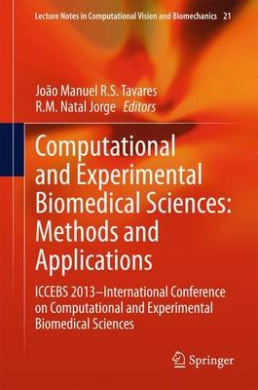 Lecture Notes in Computational Vision and Biomechanics 21
João Manuel R.S. Tavares
R.M. Natal Jorge Editors
Computational
and Experimental
Biomedical Sciences:
Methods and
Applications
ICCEBS 2013–International Conference
on Computational and Experimental
Biomedical Sciences
Springer